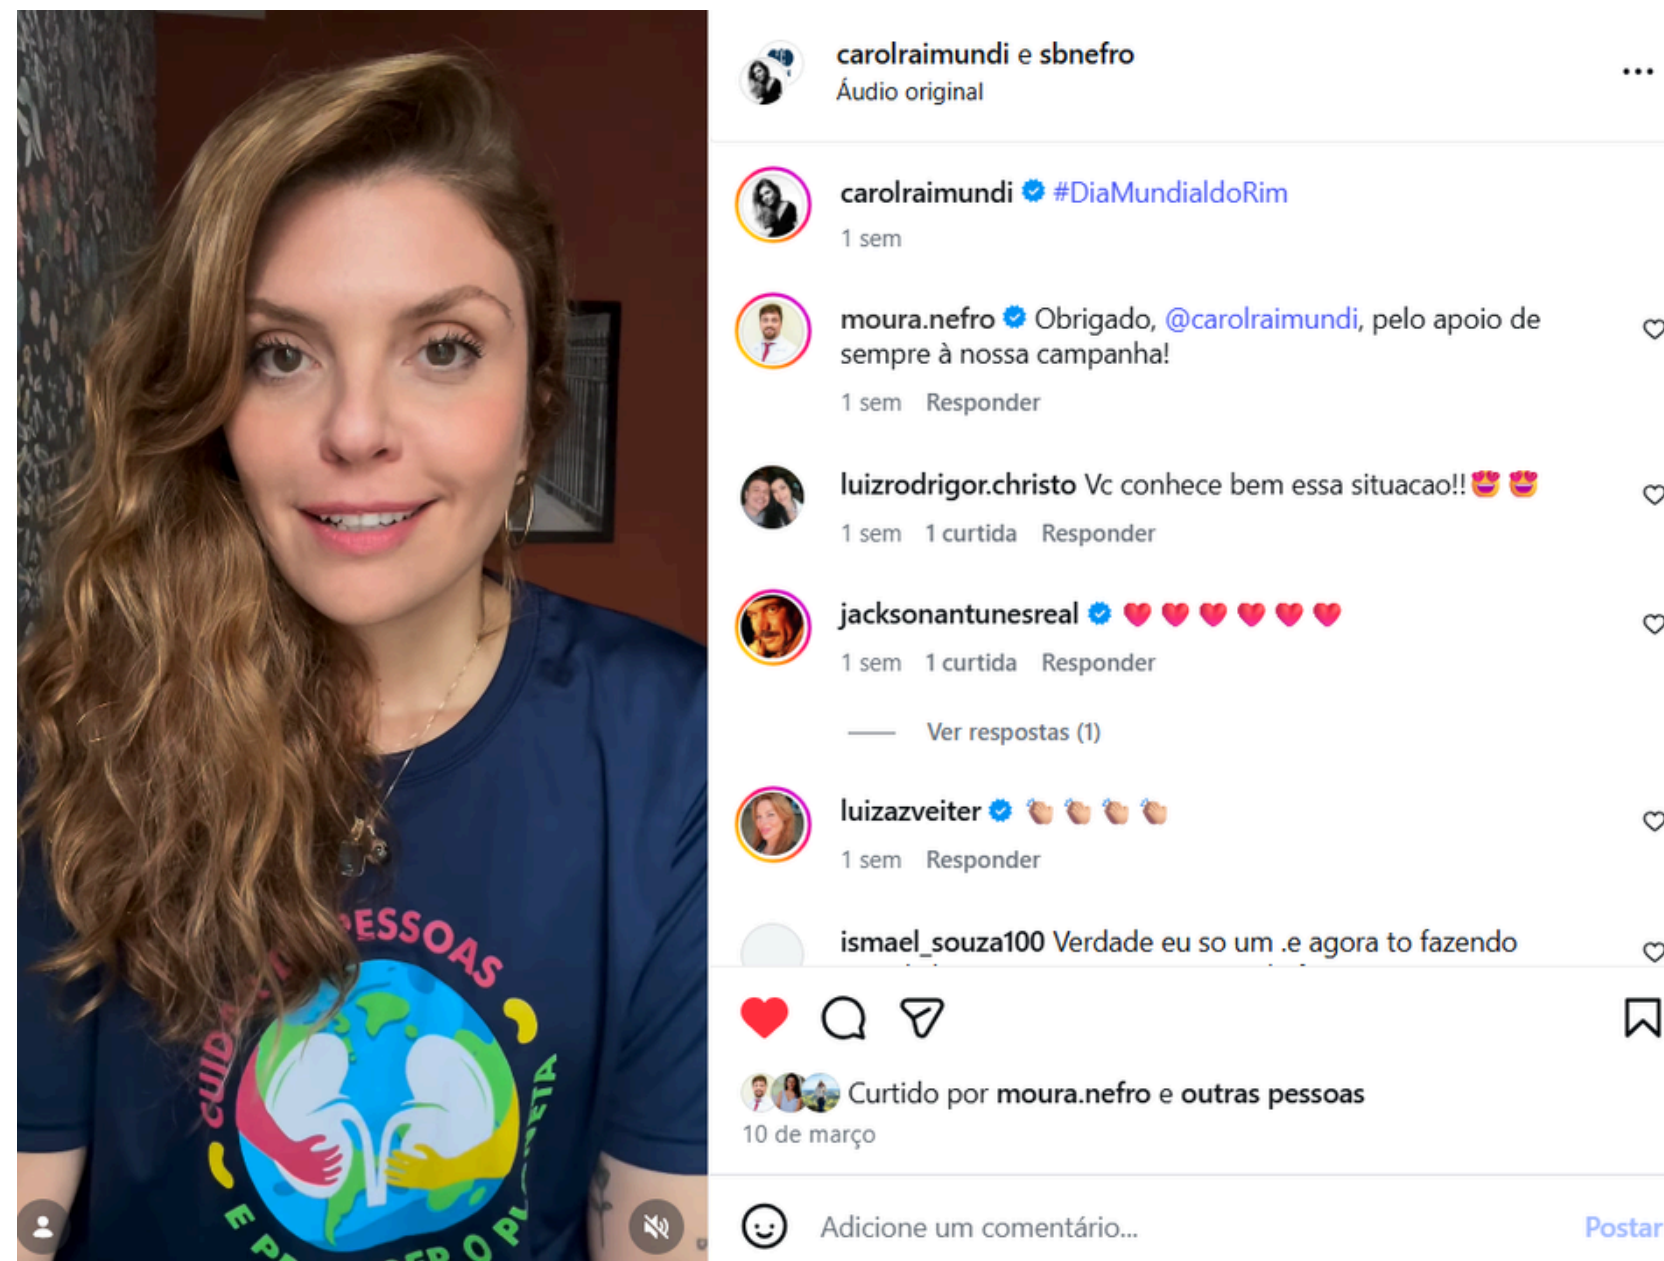 carolraimundi e sbnefro
Áudio original
carolraimundi #DiaMundialdoRim
1 sem
moura.nefro Obrigado, @carolraimundi, pelo apoio de
sempre à nossa campanha!
1 sem Responder
luizrodrigor.christo Vc conhece bem essa situacao!!😍 😍
1 sem 1 curtida Responder
jacksonantunesreal ❤️ ❤️ ❤️ ❤️ ❤️ ❤️
1 sem 1 curtida Responder
Ver respostas (1)
luizazveiter 👏🏻 👏🏻 👏🏻 👏🏻
1 sem Responder
ismael_souza100 Verdade eu so um .e agora to fazendo
Curtido por moura.nefro e outras pessoas
10 de março
Adicione um comentário...
Postar
E O